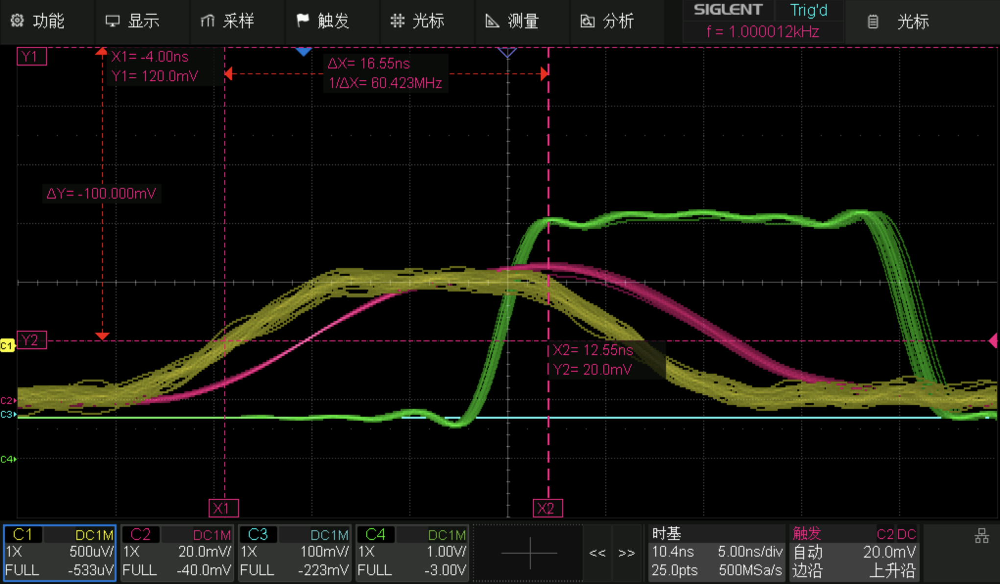 功能
显示
采样
触发
光标
测量
分析
SIGLENT
Trig'd
f = 1.000012kHz
光标
Y1
X1= -4.00ns
Y1= 120.0mV
ΔX= 16.55ns
1/ΔX= 60.423MHz
ΔY= -100.000mV
Y2
C1
X2= 12.55ns
Y2= 20.0mV
C2
C3
C4
X1
X2
C1 DC1M
1X 500uV/
FULL -533uV
C2 DC1M
1X 20.0mV/
FULL -40.0mV
C3 DC1M
1X 100mV/
FULL -223mV
C4 DC1M
1X 1.00V/
FULL -3.00V
<< >>
时基
10.4ns 5.00ns/div
25.0pts 500MSa/s
触发 C2 DC
自动 20.0mV
边沿 上升沿